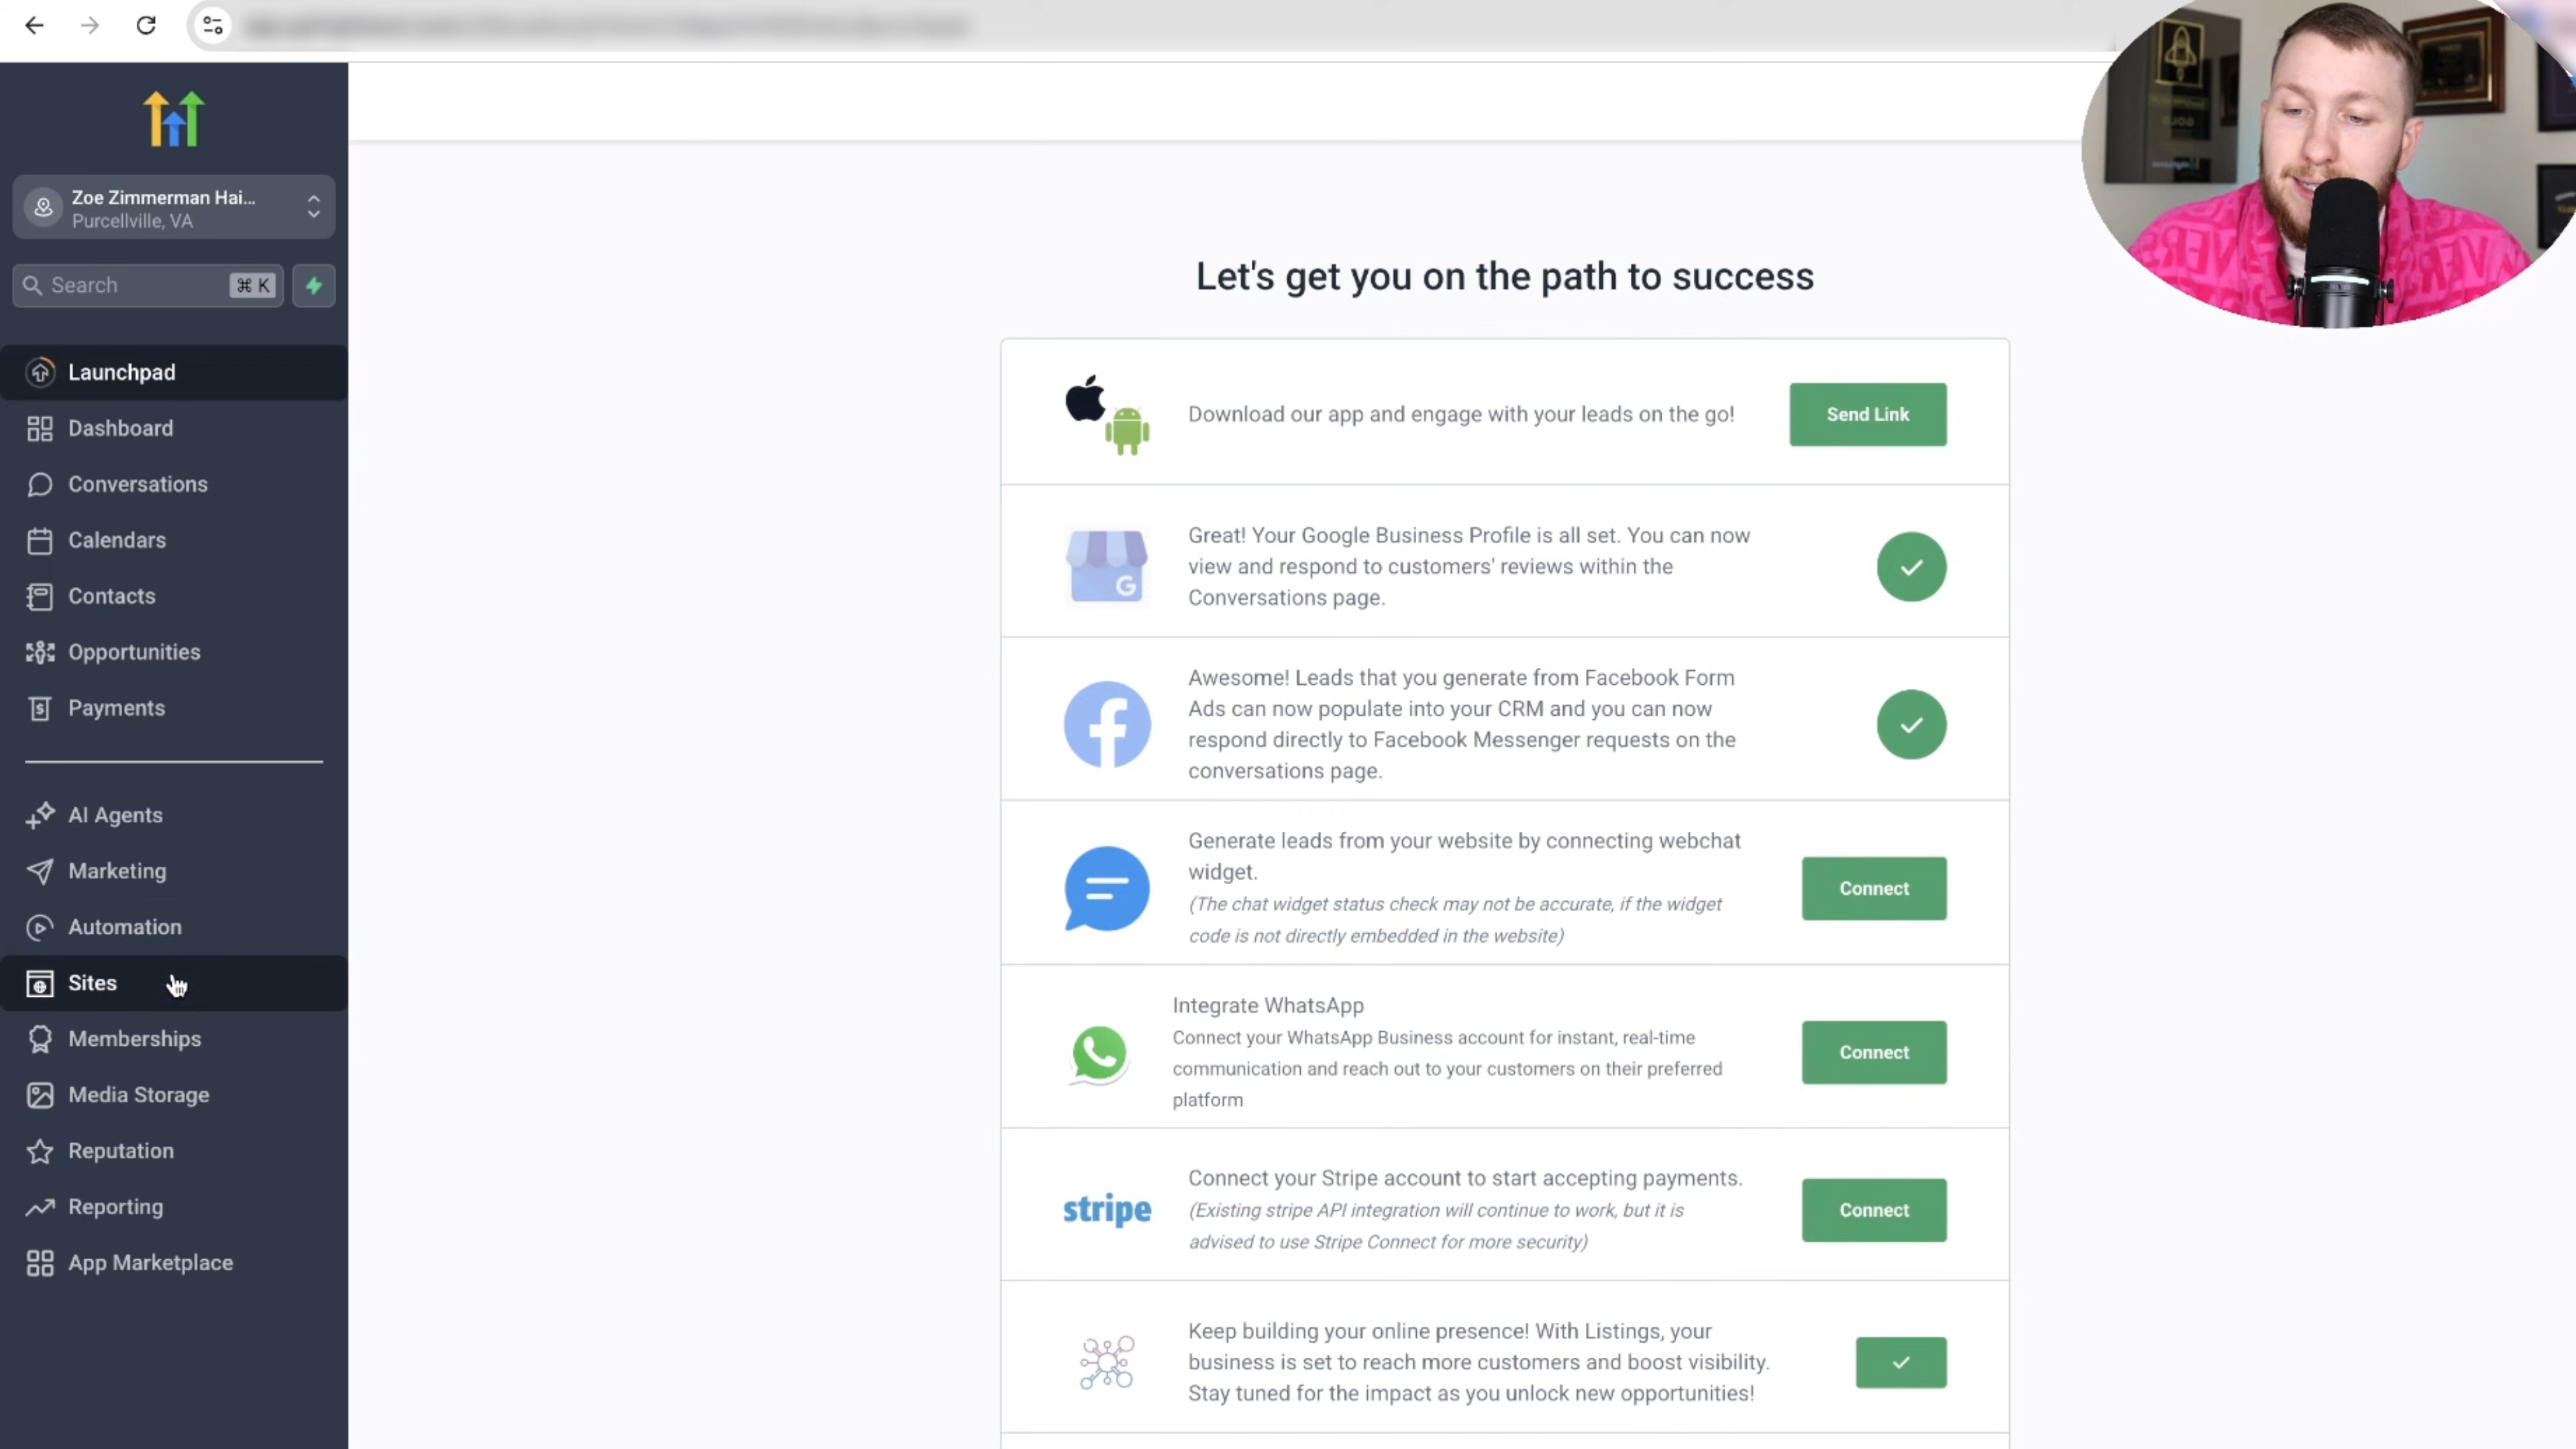 Zoe Zimmerman Hai...
Purcellville, VA
Search
⌘ K
Launchpad
Dashboard
Conversations
Calendars
Contacts
Opportunities
Payments
AI Agents
Marketing
Automation
Sites
Memberships
Media Storage
Reputation
Reporting
App Marketplace
Let's get you on the path to success
Download our app and engage with your leads on the go!
Send Link
G
Great! Your Google Business Profile is all set. You can now
view and respond to customers' reviews within the
Conversations page.
Awesome! Leads that you generate from Facebook Form
Ads can now populate into your CRM and you can now
respond directly to Facebook Messenger requests on the
conversations page.
Generate leads from your website by connecting webchat
widget.
(The chat widget status check may not be accurate, if the widget
code is not directly embedded in the website)
Connect
Integrate WhatsApp
Connect your WhatsApp Business account for instant, real-time
communication and reach out to your customers on their preferred
platform
Connect
stripe
Connect your Stripe account to start accepting payments.
(Existing stripe API integration will continue to work, but it is
advised to use Stripe Connect for more security)
Connect
Keep building your online presence! With Listings, your
business is set to reach more customers and boost visibility.
Stay tuned for the impact as you unlock new opportunities!